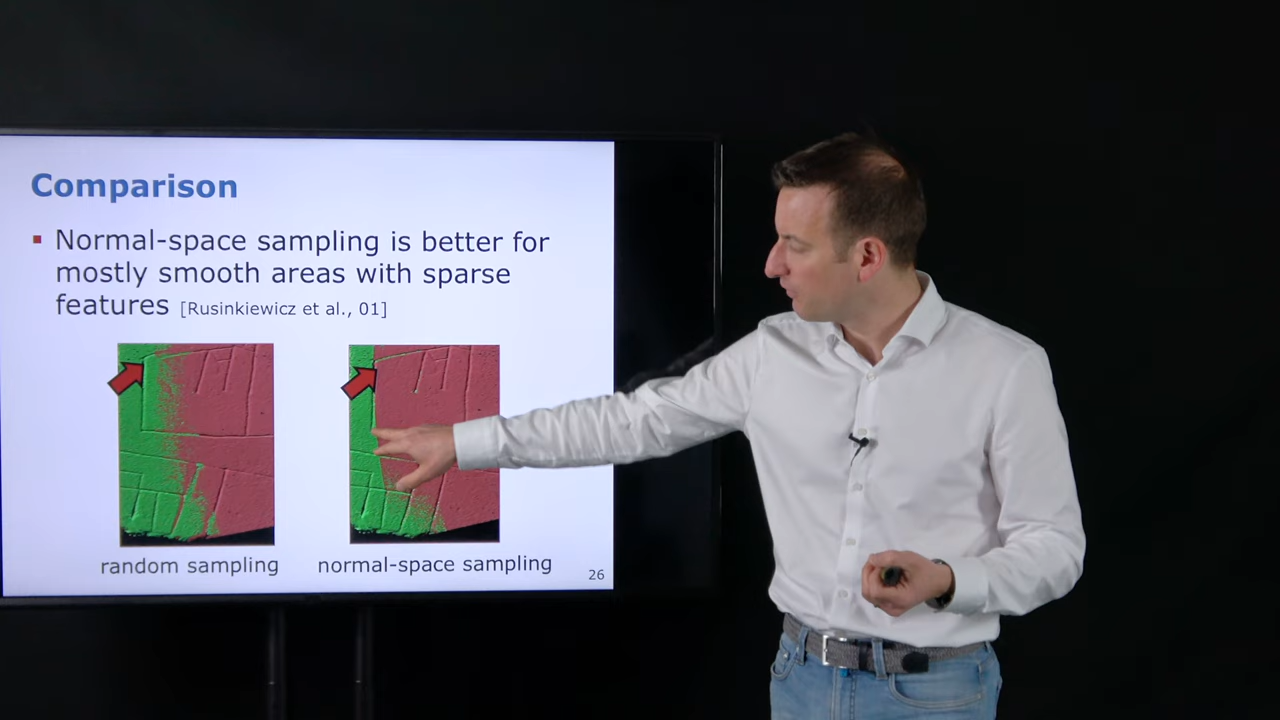 Comparison
▪ Normal-space sampling is better for
mostly smooth areas with sparse
features [Rusinkiewicz et al., 01]
random sampling
normal-space sampling
26